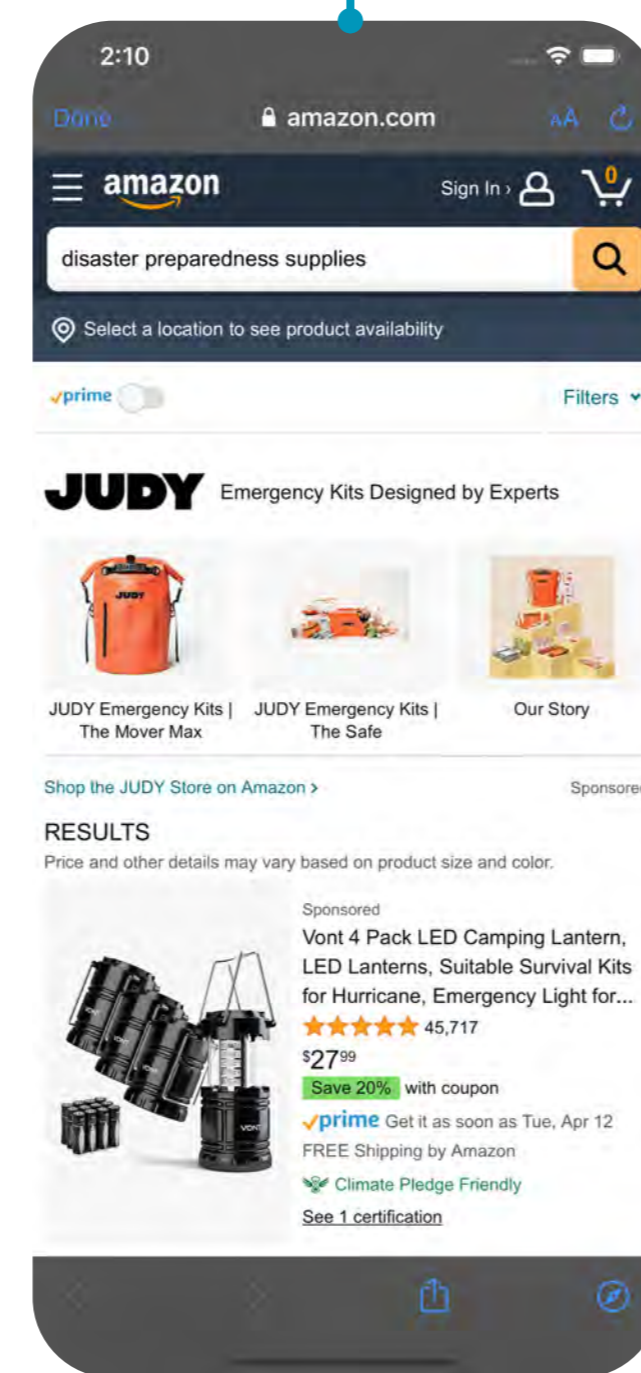 2:10
Done amazon.com AA
amazon Sign In › 0
disaster preparedness supplies
Select a location to see product availability
prime Filters
JUDY Emergency Kits Designed by Experts
JUDY
JUDY Emergency Kits | JUDY Emergency Kits | Our Story
The Mover Max The Safe
Shop the JUDY Store on Amazon › Sponsored
RESULTS
Price and other details may vary based on product size and color.
Sponsored
Vont 4 Pack LED Camping Lantern,
LED Lanterns, Suitable Survival Kits
for Hurricane, Emergency Light for...
45,717
$2799
Save 20% with coupon
prime Get it as soon as Tue, Apr 12
FREE Shipping by Amazon
Climate Pledge Friendly
See 1 certification
VONT